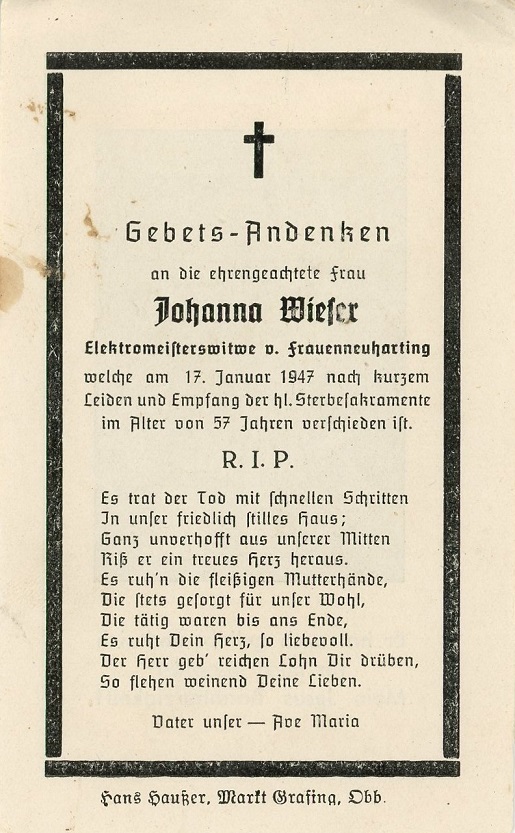 Gebets-Andenken
an die ehrengeachtete Frau
Johanna Wieser
Elektromeisterswitwe v. Frauenneuharting
welche am 17. Januar 1947 nach kurzem
Leiden und Empfang der hl. Sterbesakramente
im Alter von 57 Jahren verschieden ist.
R. I. P.
Es trat der Tod mit schnellen Schritten
In unser friedlich stilles Haus;
Ganz unverhofft aus unserer Mitten
Riß er ein treues Herz heraus.
Es ruh'n die fleißigen Mutterhände,
Die stets gesorgt für unser Wohl,
Die tätig waren bis ans Ende,
Es ruht Dein Herz, so liebevoll.
Der Herr geb' reichen Lohn Dir drüben,
So flehen weinend Deine Lieben.
Vater unser — Ave Maria
Hans Haußer, Markt Grafing, Obb.